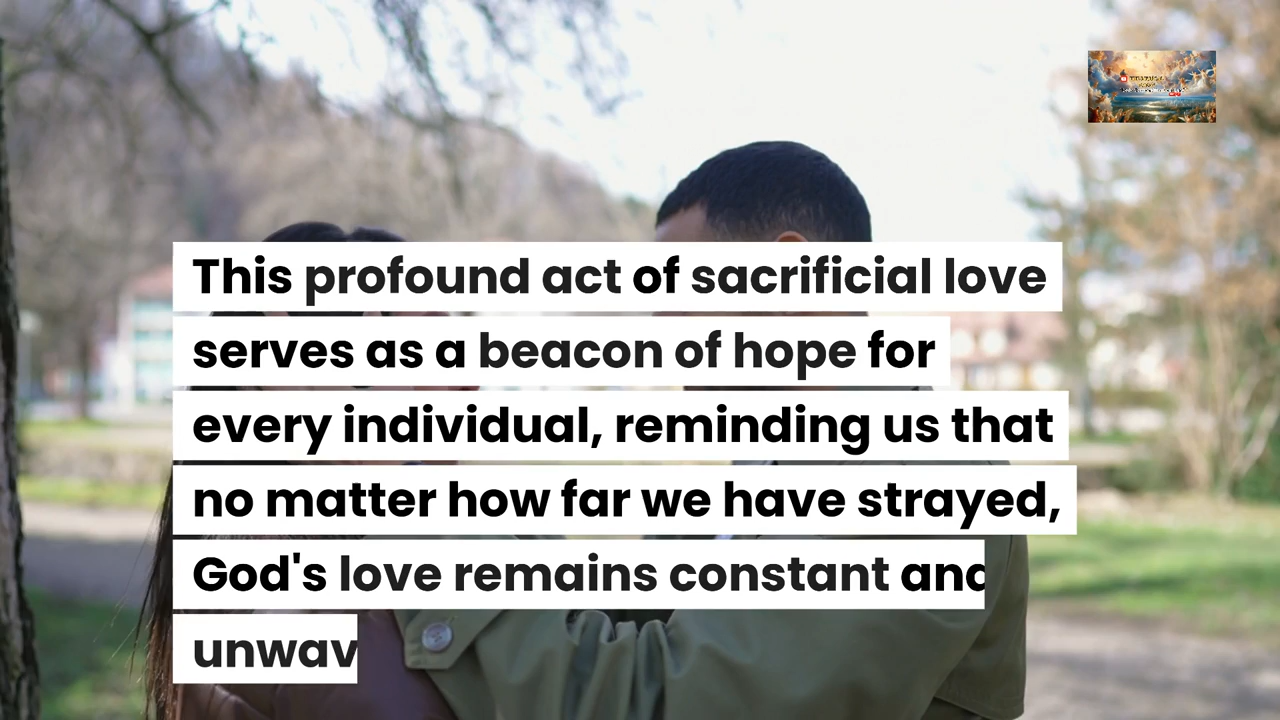 This profound act of sacrificial love
serves as a beacon of hope for
every individual, reminding us that
no matter how far we have strayed,
God's love remains constant and
unwav